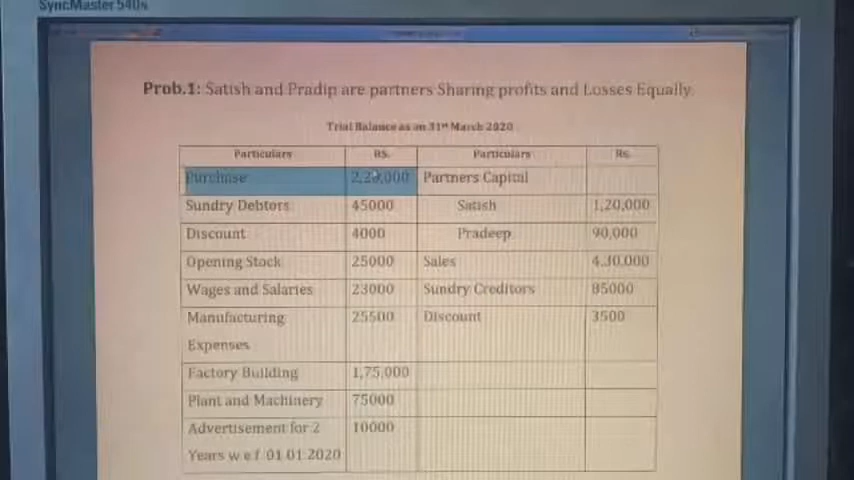 SyncMaster 540n
Prob.1: Satish and Pradip are partners Sharing profits and Losses Equally.
Trial Balance as on 31st March 2020
Particulars RS. Particulars Rs.
Purchase 2,20,000 Partners Capital
Sundry Debtors 45000 Satish 1,20,000
Discount 4000 Pradeep 90,000
Opening Stock 25000 Sales 4,30,000
Wages and Salaries 23000 Sundry Creditors 85000
Manufacturing 25500 Discount 3500
Expenses
Factory Building 1,75,000
Plant and Machinery 75000
Advertisement for 2 10000
Years w.e.f. 01.01.2020